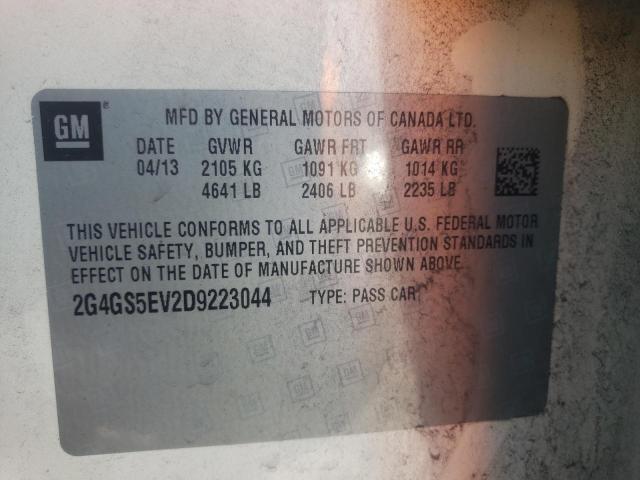 GM ®
MFD BY GENERAL MOTORS OF CANADA LTD.
DATE GVWR GAWR FRT GAWR RR
04/13 2105 KG 1091 KG 1014 KG
4641 LB 2406 LB 2235 LB
THIS VEHICLE CONFORMS TO ALL APPLICABLE U.S. FEDERAL MOTOR
VEHICLE SAFETY, BUMPER, AND THEFT PREVENTION STANDARDS IN
EFFECT ON THE DATE OF MANUFACTURE SHOWN ABOVE.
2G4GS5EV2D9223044 TYPE: PASS CAR